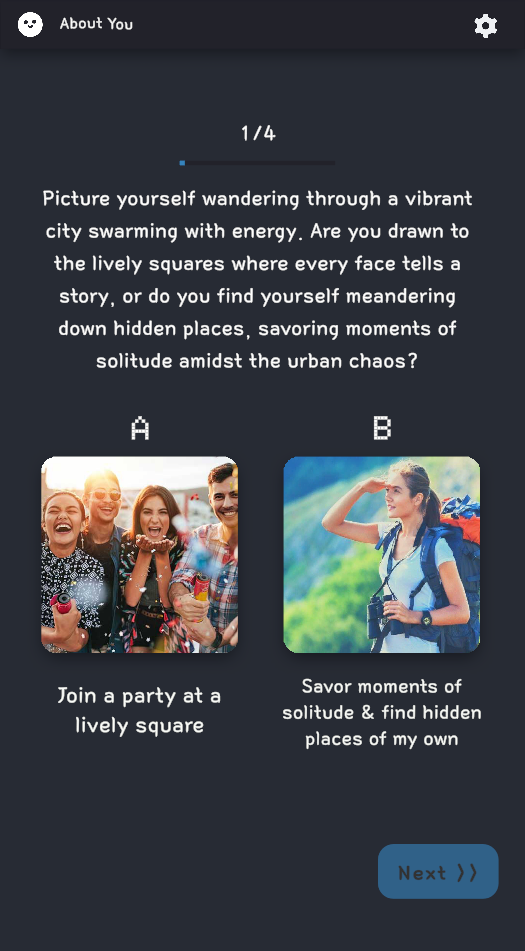 About You
1/4
Picture yourself wandering through a vibrant
city swarming with energy. Are you drawn to
the lively squares where every face tells a
story, or do you find yourself meandering
down hidden places, savoring moments of
solitude amidst the urban chaos?
A
B
Join a party at a
lively square
Savor moments of
solitude & find hidden
places of my own
Next >>